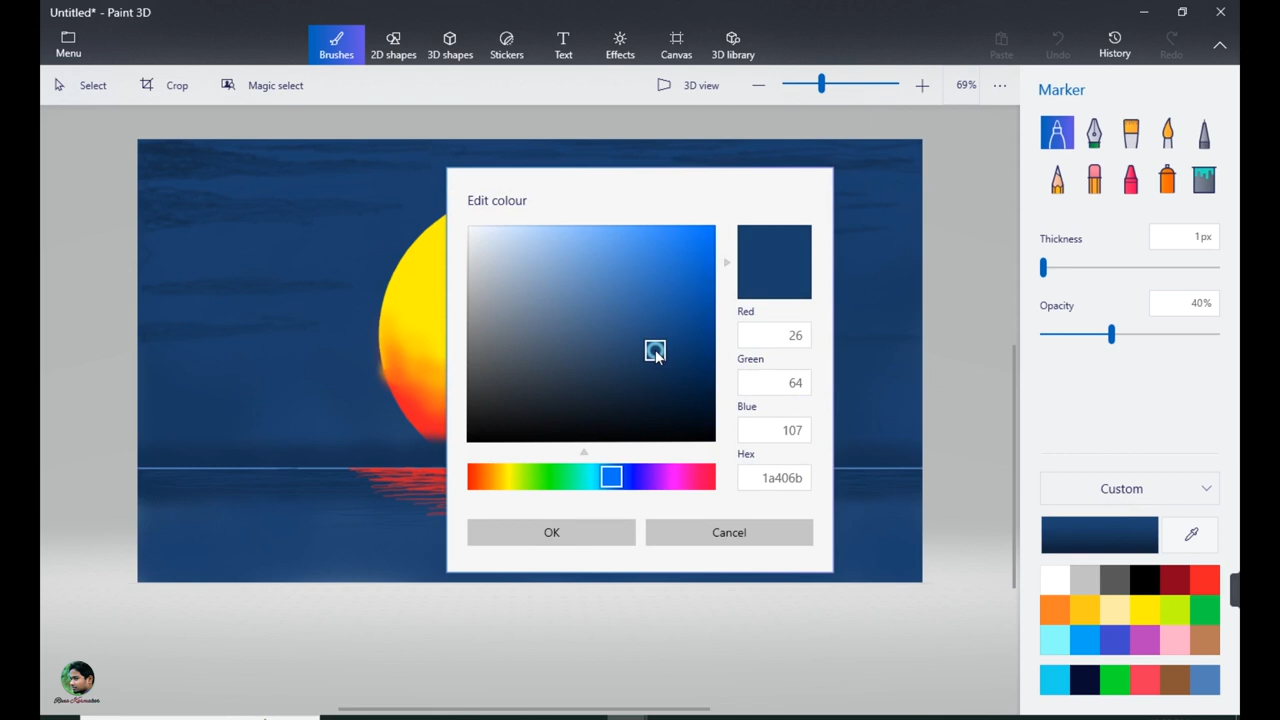 Untitled* - Paint 3D
Menu
Brushes
2D shapes
3D shapes
Stickers
Text
Effects
Canvas
3D library
Paste
Undo
History
Redo
Select
Crop
Magic select
3D view
69%
Marker
Thickness
1px
Opacity
40%
Edit colour
Red
26
Green
64
Blue
107
Hex
1a406b
OK
Cancel
Custom